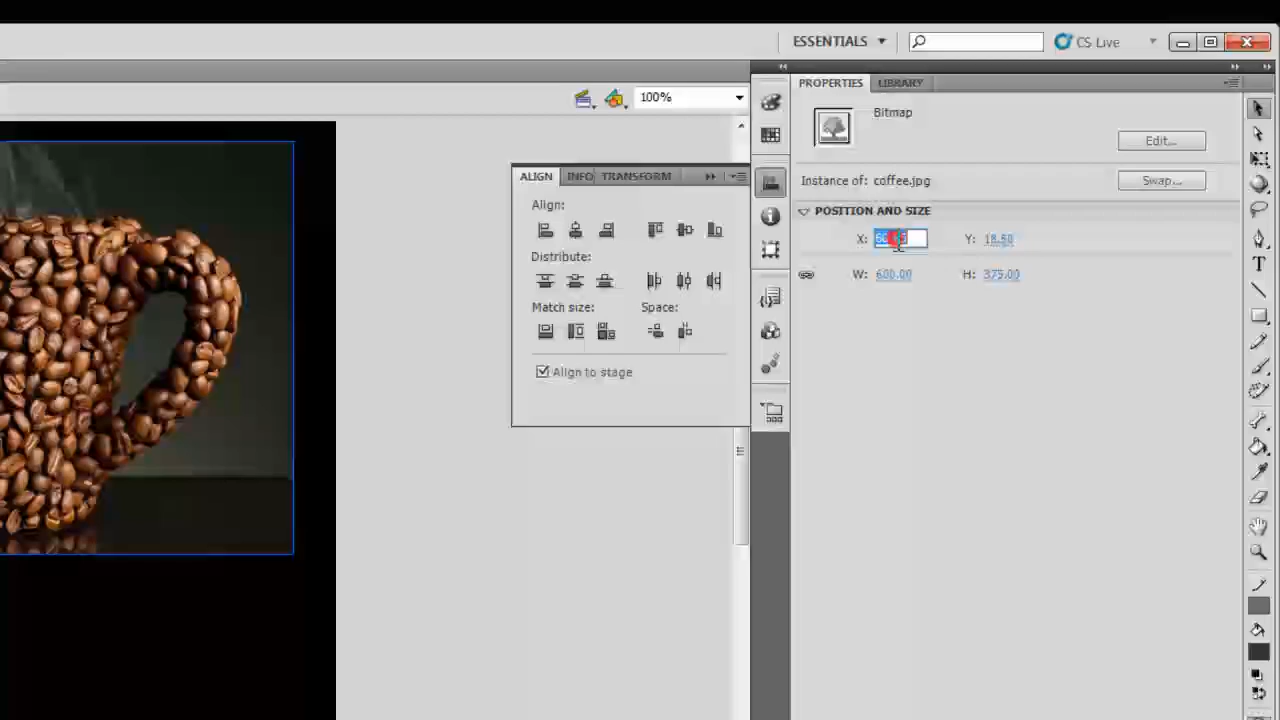 ESSENTIALS
CS Live
100%
PROPERTIES LIBRARY
Bitmap
Edit...
Instance of: coffee.jpg Swap...
POSITION AND SIZE
X: Y: 18.50
W: 600.00 H: 375.00
ALIGN INFO TRANSFORM
Align:
Distribute:
Match size: Space:
Align to stage
T